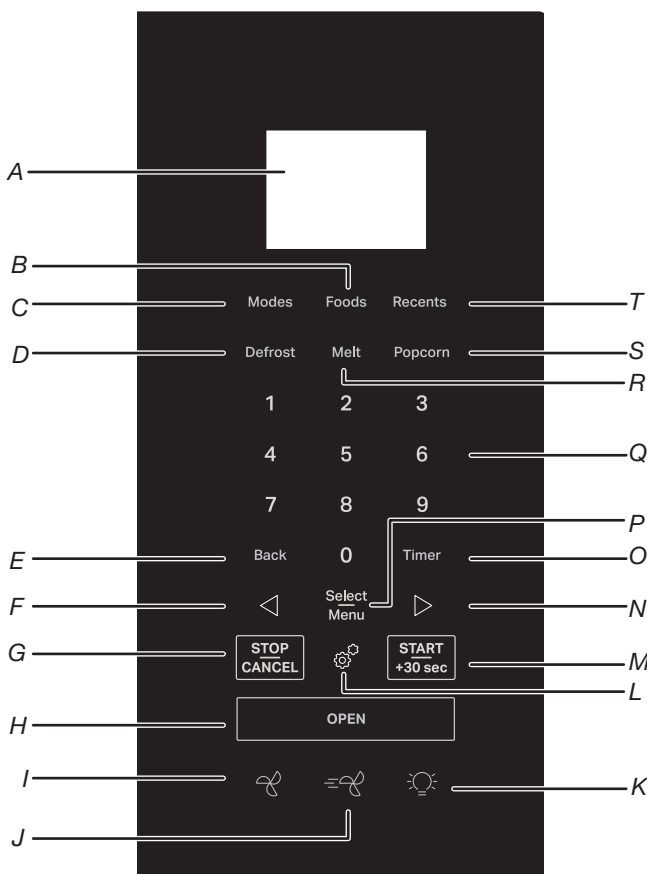 A
B
C Modes Foods Recents T
D Defrost Melt Popcorn S
R
1 2 3
4 5 6 Q
7 8 9
P
E Back 0 Timer O
F Select N
Menu
G STOP START M
CANCEL +30 sec
L
H OPEN
I K
J